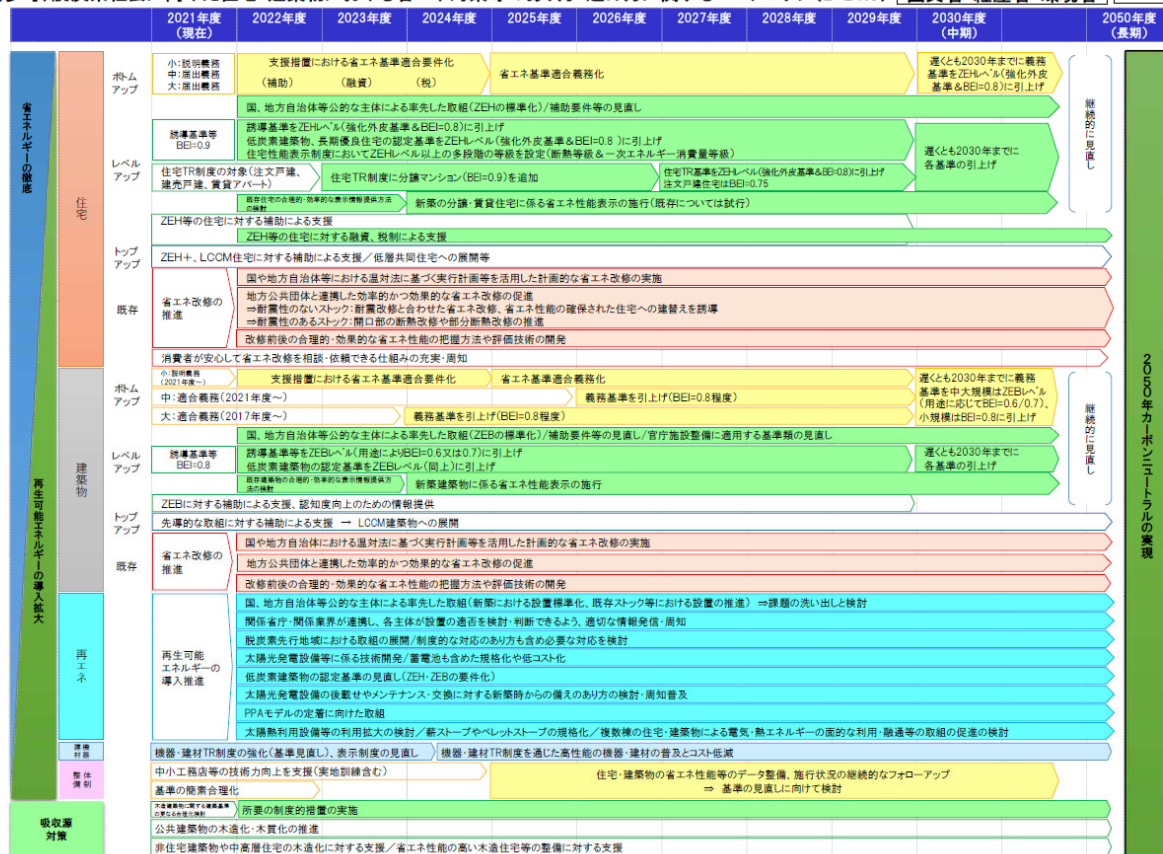 2021年度
(現在)
2022年度
2023年度
2024年度
2025年度
2026年度
2027年度
2028年度
2029年度
2030年度
(中期)
2050年度
(長期)
省エネルギーの徹底
再生可能エネルギーの導入拡大
2050年カーボンニュートラルの実現
住宅
ボトム
アップ
小:説明義務
中:届出義務
大:届出義務
支援措置における省エネ基準適合要件化
(補助) (融資) (税)
省エネ基準適合義務化
遅くとも2030年までに義務
基準をZEHレベル(強化外皮
基準&BEI=0.8)に引上げ
継続的に見直し
国、地方自治体等公的な主体による率先した取組(ZEHの標準化)/補助要件等の見直し
レベル
アップ
誘導基準等
BEI=0.9
誘導基準をZEHレベル(強化外皮基準&BEI=0.8)に引上げ
低炭素建築物、長期優良住宅の認定基準をZEHレベル(強化外皮基準&BEI=0.8 )に引上げ
住宅性能表示制度においてZEHレベル以上の多段階の等級を設定(断熱等級&一次エネルギー消費量等級)
遅くとも2030年までに
各基準の引上げ
住宅TR制度の対象(注文戸建、
建売戸建、賃貸アパート)
住宅TR制度に分譲マンション(BEI=0.9)を追加
住宅TR基準をZEHレベル(強化外皮基準&BEI=0.8)に引上げ
注文戸建住宅はBEI=0.75
既存住宅の合理的・効率的な表示情報提供方法
の検討
新築の分譲・賃貸住宅に係る省エネ性能表示の施行(既存については試行)
ZEH等の住宅に対する補助による支援
ZEH等の住宅に対する融資、税制による支援
トップ
アップ
ZEH+、LCCM住宅に対する補助による支援/低層共同住宅への展開等
既存
省エネ改修の
推進
国や地方自治体等における温対法に基づく実行計画等を活用した計画的な省エネ改修の実施
地方公共団体と連携した効率的かつ効果的な省エネ改修の促進
⇒耐震性のないストック:耐震改修と合わせた省エネ改修、省エネ性能の確保された住宅への建替えを誘導
⇒耐震性のあるストック:開口部の断熱改修や部分断熱改修の推進
改修前後の合理的・効果的な省エネ性能の把握方法や評価技術の開発
消費者が安心して省エネ改修を相談・依頼できる仕組みの充実・周知
建築物
ボトム
アップ
小:説明義務
(2021年度~)
支援措置における省エネ基準適合要件化
省エネ基準適合義務化
遅くとも2030年までに義務
基準を中大規模はZEBレベル
(用途に応じてBEI=0.6/0.7)、
小規模はBEI=0.8に引上げ
継続的に見直し
中:適合義務(2021年度~)
義務基準を引上げ(BEI=0.8程度)
大:適合義務(2017年度~)
義務基準を引上げ(BEI=0.8程度)
国、地方自治体等公的な主体による率先した取組(ZEBの標準化)/補助要件等の見直し/官庁施設整備に適用する基準類の見直し
レベル
アップ
誘導基準等
BEI=0.8
誘導基準等をZEBレベル(用途によりBEI=0.6又は0.7)に引上げ
低炭素建築物の認定基準をZEBレベル(同上)に引上げ
遅くとも2030年までに
各基準の引上げ
既存建築物の合理的・効率的な表示情報提供方
法の検討
新築建築物に係る省エネ性能表示の施行
ZEBに対する補助による支援、認知度向上のための情報提供
トップ
アップ
先導的な取組に対する補助による支援 → LCCM建築物への展開
既存
省エネ改修の
推進
国や地方自治体における温対法に基づく実行計画等を活用した計画的な省エネ改修の実施
地方公共団体と連携した効率的かつ効果的な省エネ改修の促進
改修前後の合理的・効果的な省エネ性能の把握方法や評価技術の開発
再エネ
再生可能
エネルギーの
導入推進
国、地方自治体等公的な主体による率先した取組(新築における設置標準化、既存ストック等における設置の推進) ⇒課題の洗い出しと検討
関係省庁・関係業界が連携し、各主体が設置の適否を検討・判断できるよう、適切な情報発信・周知
脱炭素先行地域における取組の展開/制度的な対応のあり方も含め必要な対応を検討
太陽光発電設備等に係る技術開発/蓄電池も含めた規格化や低コスト化
低炭素建築物の認定基準の見直し(ZEH・ZEBの要件化)
太陽光発電設備の後載せやメンテナンス・交換に対する新築時からの備えのあり方の検討・周知普及
PPAモデルの定着に向けた取組
太陽熱利用設備等の利用拡大の検討/薪ストーブやペレットストーブの規格化/複数棟の住宅・建築物による電気・熱エネルギーの面的な利用・融通等の取組の促進の検討
機器・建材TR制度の強化(基準見直し)、表示制度の見直し
機器・建材TR制度を通じた高性能の機器・建材の普及とコスト低減
中小工務店等の技術力向上を支援(実地訓練含む)
基準の簡素合理化
住宅・建築物の省エネ性能等のデータ整備、施行状況の継続的なフォローアップ
⇒ 基準の見直しに向けて検討
吸収源
対策
木造建築物に関する建築基準
の更なる合理化検討
所要の制度的措置の実施
公共建築物の木造化・木質化の推進
非住宅建築物や中高層住宅の木造化に対する支援/省エネ性能の高い木造住宅等の整備に対する支援